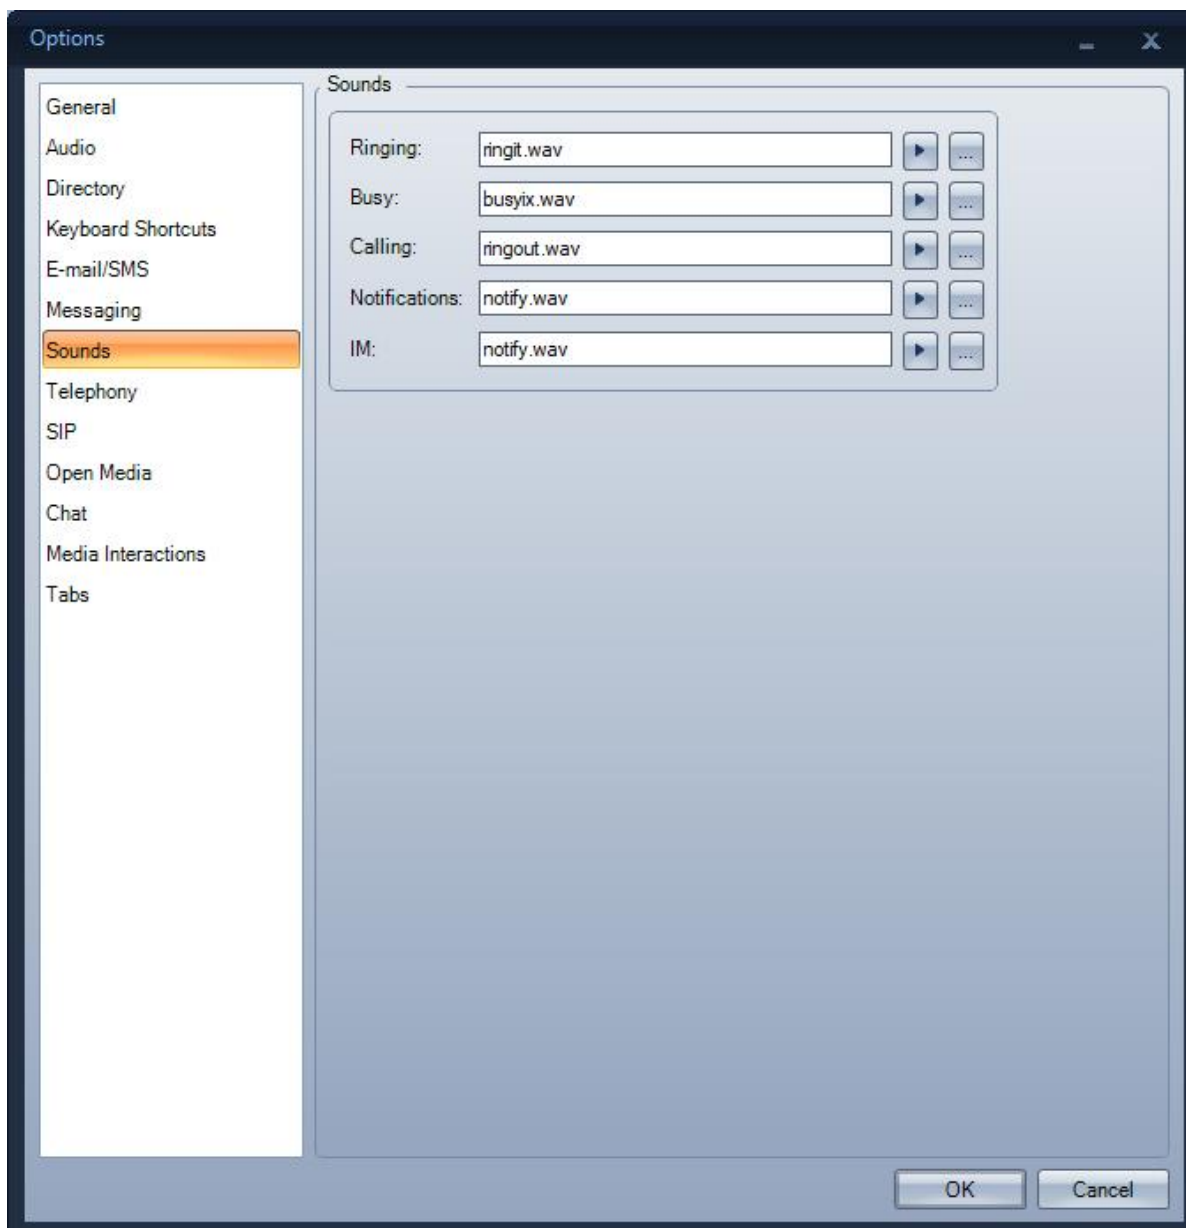 Options
General
Audio
Directory
Keyboard Shortcuts
E-mail/SMS
Messaging
Sounds
Telephony
SIP
Open Media
Chat
Media Interactions
Tabs
Sounds
Ringing: ringit.wav ...
Busy: busyix.wav ...
Calling: ringout.wav ...
Notifications: notify.wav ...
IM: notify.wav ...
OK Cancel